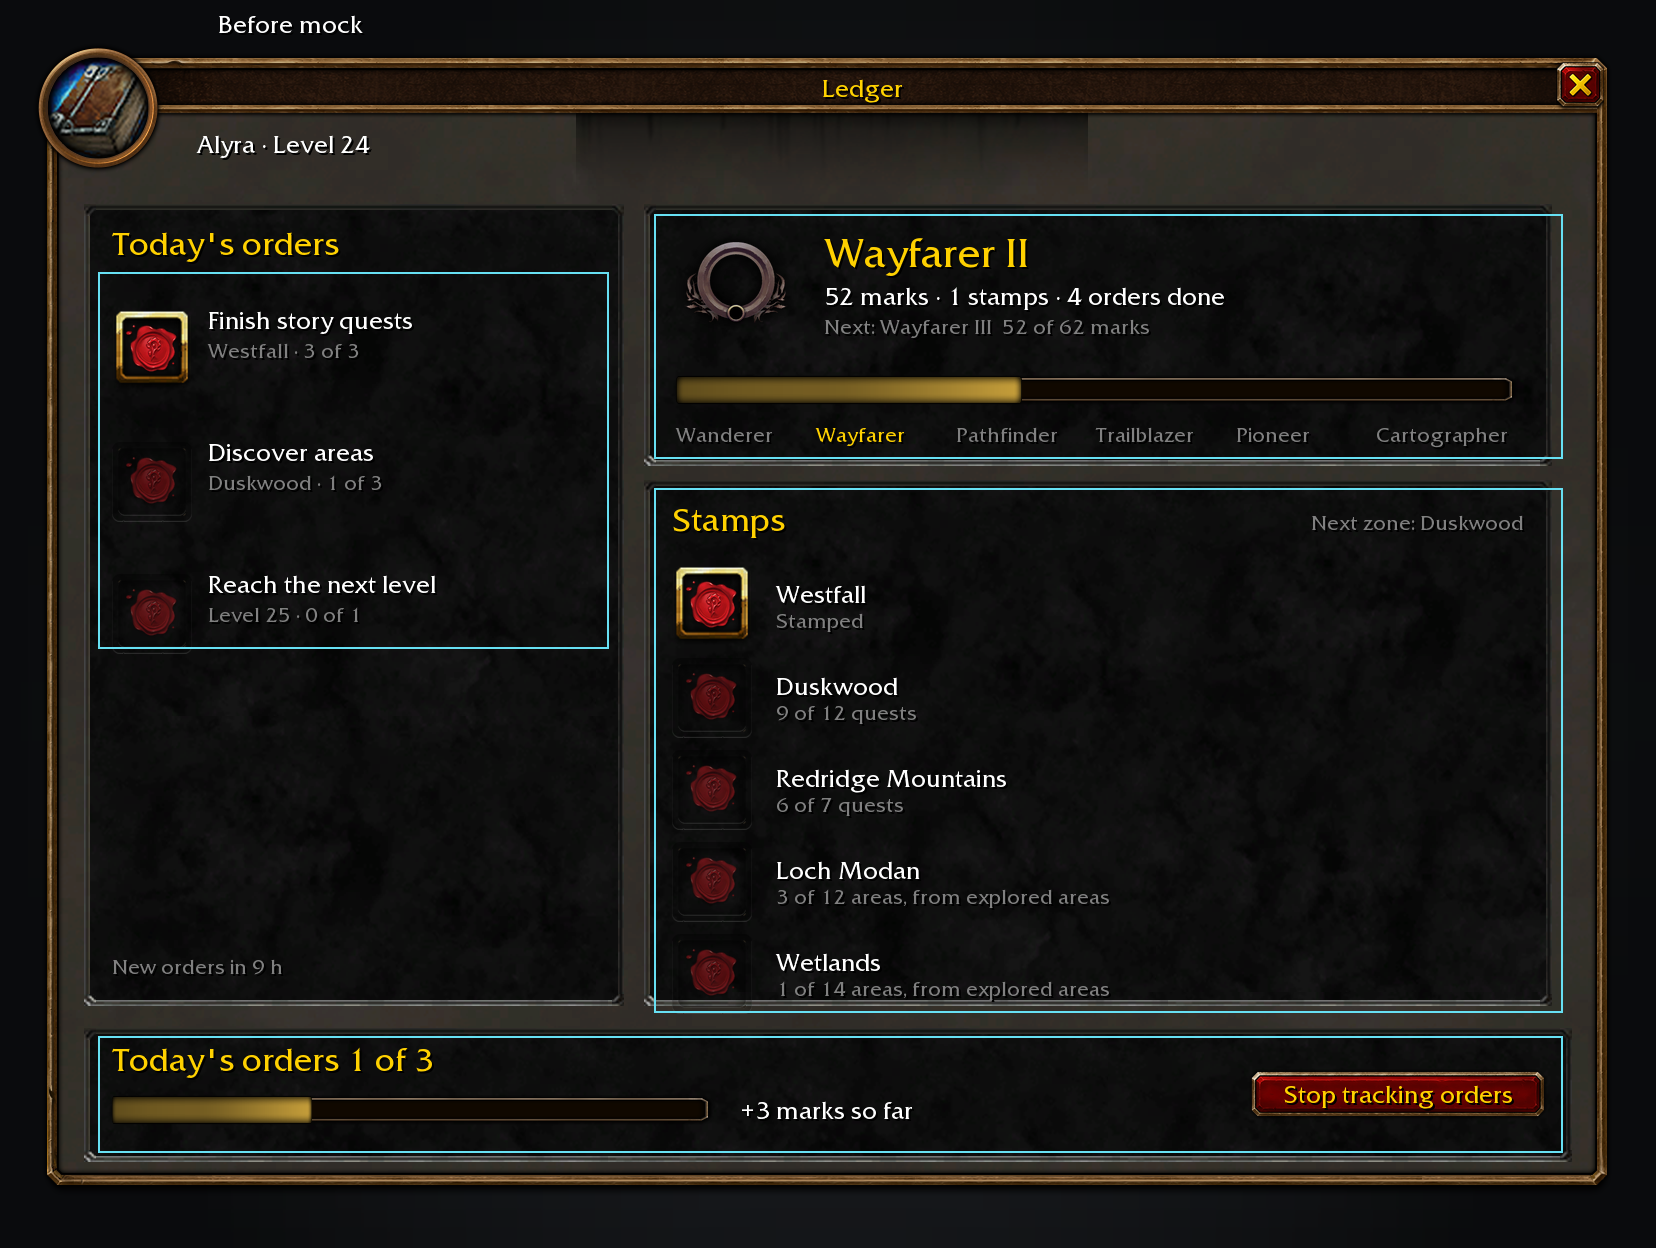 Before mock
Ledger
Alyra · Level 24
Today's orders
Finish story quests
Westfall · 3 of 3
Discover areas
Duskwood · 1 of 3
Reach the next level
Level 25 · 0 of 1
New orders in 9 h
Wayfarer II
52 marks · 1 stamps · 4 orders done
Next: Wayfarer III 52 of 62 marks
Wanderer Wayfarer Pathfinder Trailblazer Pioneer Cartographer
Stamps
Next zone: Duskwood
Westfall
Stamped
Duskwood
9 of 12 quests
Redridge Mountains
6 of 7 quests
Loch Modan
3 of 12 areas, from explored areas
Wetlands
1 of 14 areas, from explored areas
Today's orders 1 of 3
+3 marks so far
Stop tracking orders